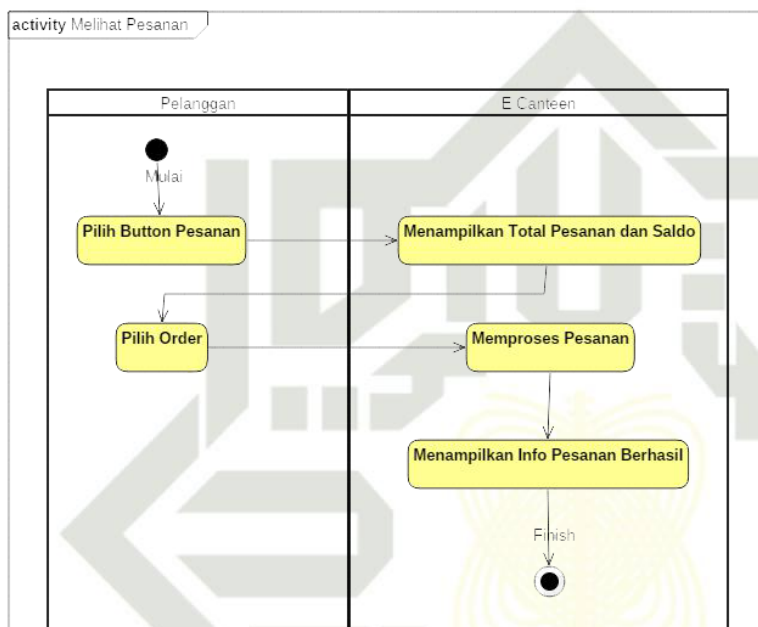 activity Melihat Pesanan
Pelanggan
E Canteen
Mulai
Pilih Button Pesanan
Menampilkan Total Pesanan dan Saldo
Pilih Order
Memproses Pesanan
Menampilkan Info Pesanan Berhasil
Finish